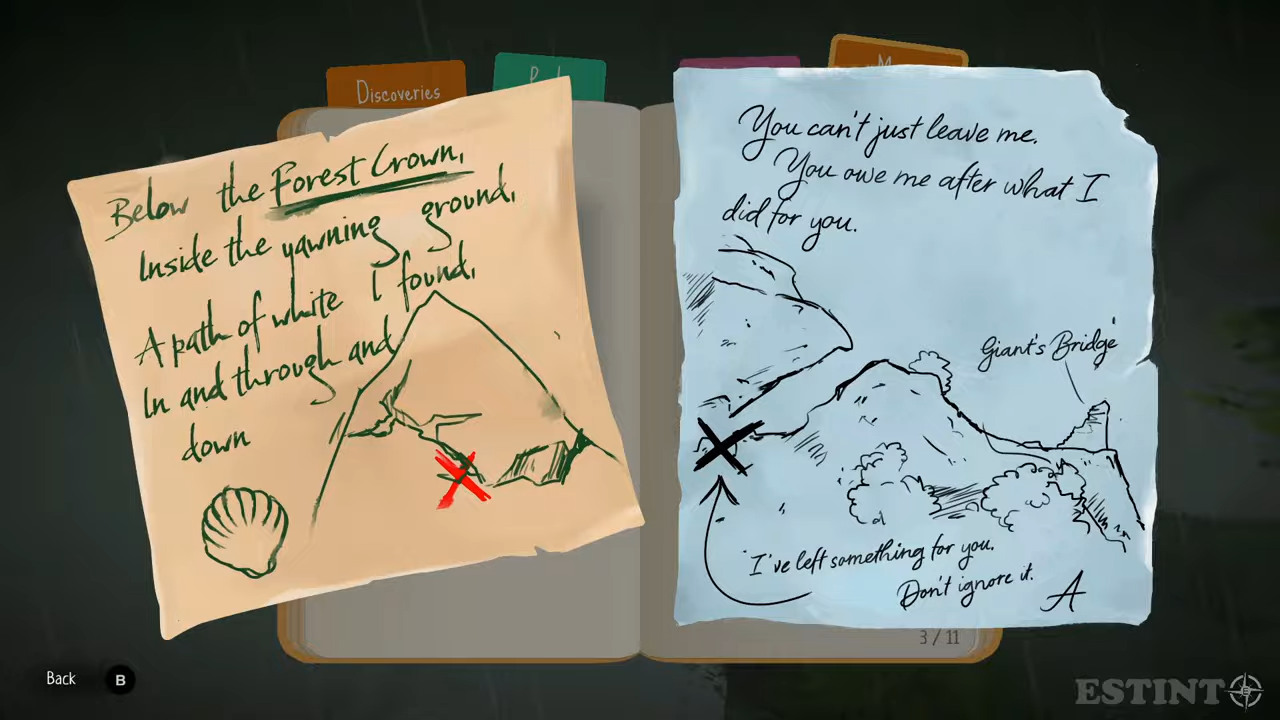 Discoveries
Below the Forest Crown,
Inside the yawning ground,
A path of white I found,
In and through and
down
You can't just leave me.
You owe me after what I
did for you.
Giant's Bridge
I've left something for you.
Don't ignore it.
A
3 / 11
Back B
ESTINT